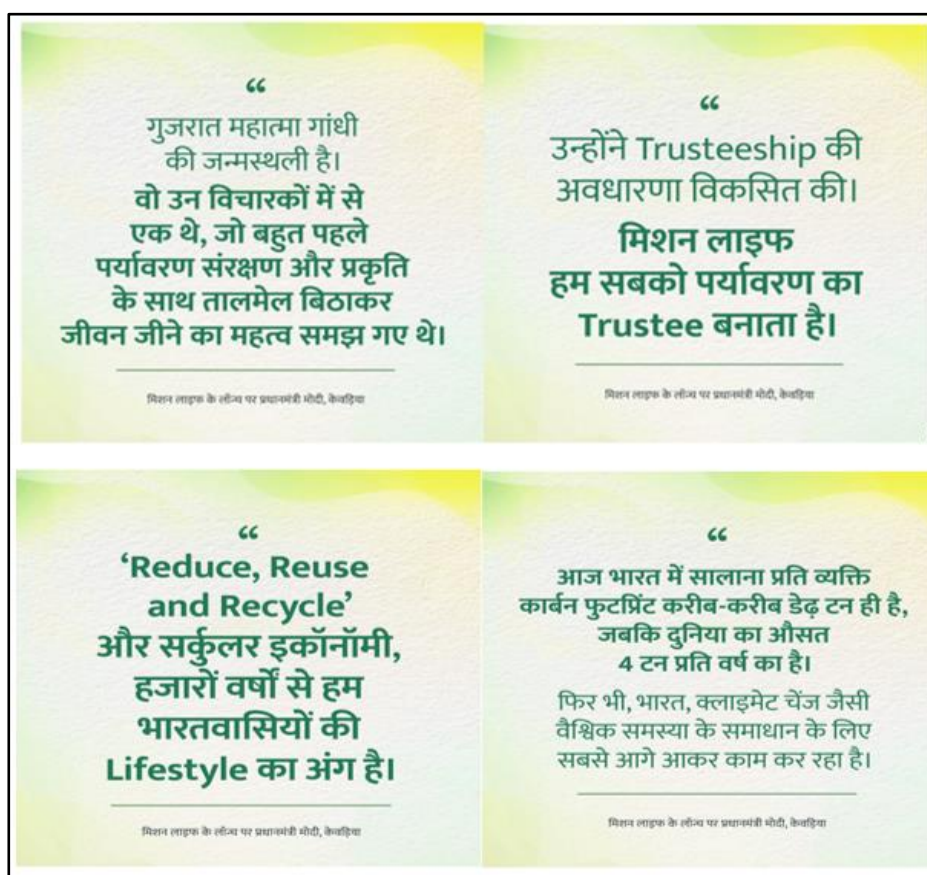 “
गुजरात महात्मा गांधी
की जन्मस्थली है।
वो उन विचारकों में से
एक थे, जो बहुत पहले
पर्यावरण संरक्षण और प्रकृति
के साथ तालमेल बिठाकर
जीवन जीने का महत्व समझ गए थे।
मिशन लाइफ के लॉन्च पर प्रधानमंत्री मोदी, केवड़िया
“
उन्होंने Trusteeship की
अवधारणा विकसित की।
मिशन लाइफ
हम सबको पर्यावरण का
Trustee बनाता है।
मिशन लाइफ के लॉन्च पर प्रधानमंत्री मोदी, केवड़िया
“
‘Reduce, Reuse
and Recycle’
और सर्कुलर इकॉनॉमी,
हजारों वर्षों से हम
भारतवासियों की
Lifestyle का अंग है।
मिशन लाइफ के लॉन्च पर प्रधानमंत्री मोदी, केवड़िया
“
आज भारत में सालाना प्रति व्यक्ति
कार्बन फुटप्रिंट करीब-करीब डेढ़ टन ही है,
जबकि दुनिया का औसत
4 टन प्रति वर्ष का है।
फिर भी, भारत, क्लाइमेट चेंज जैसी
वैश्विक समस्या के समाधान के लिए
सबसे आगे आकर काम कर रहा है।
मिशन लाइफ के लॉन्च पर प्रधानमंत्री मोदी, केवड़िया